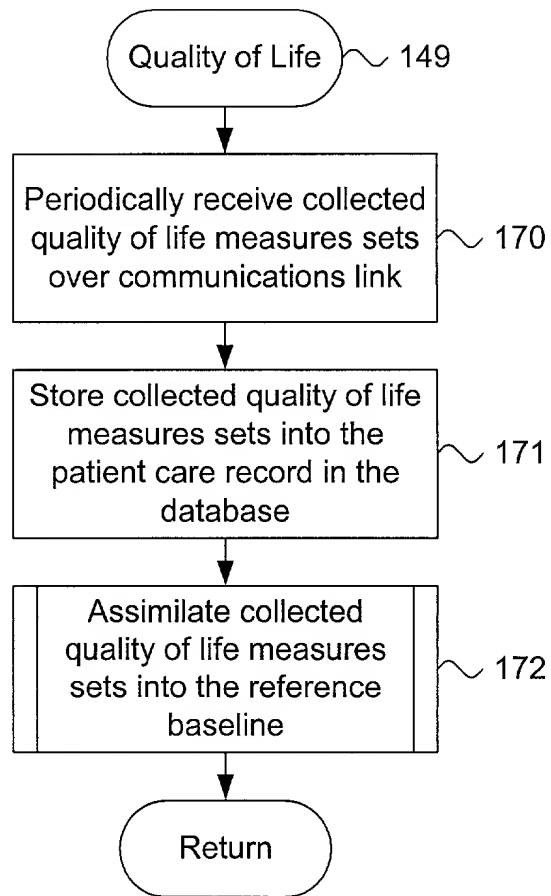 Quality of Life
149
Periodically receive collected
quality of life measures sets
over communications link
170
Store collected quality of life
measures sets into the
patient care record in the
database
171
Assimilate collected
quality of life measures
sets into the reference
baseline
172
Return